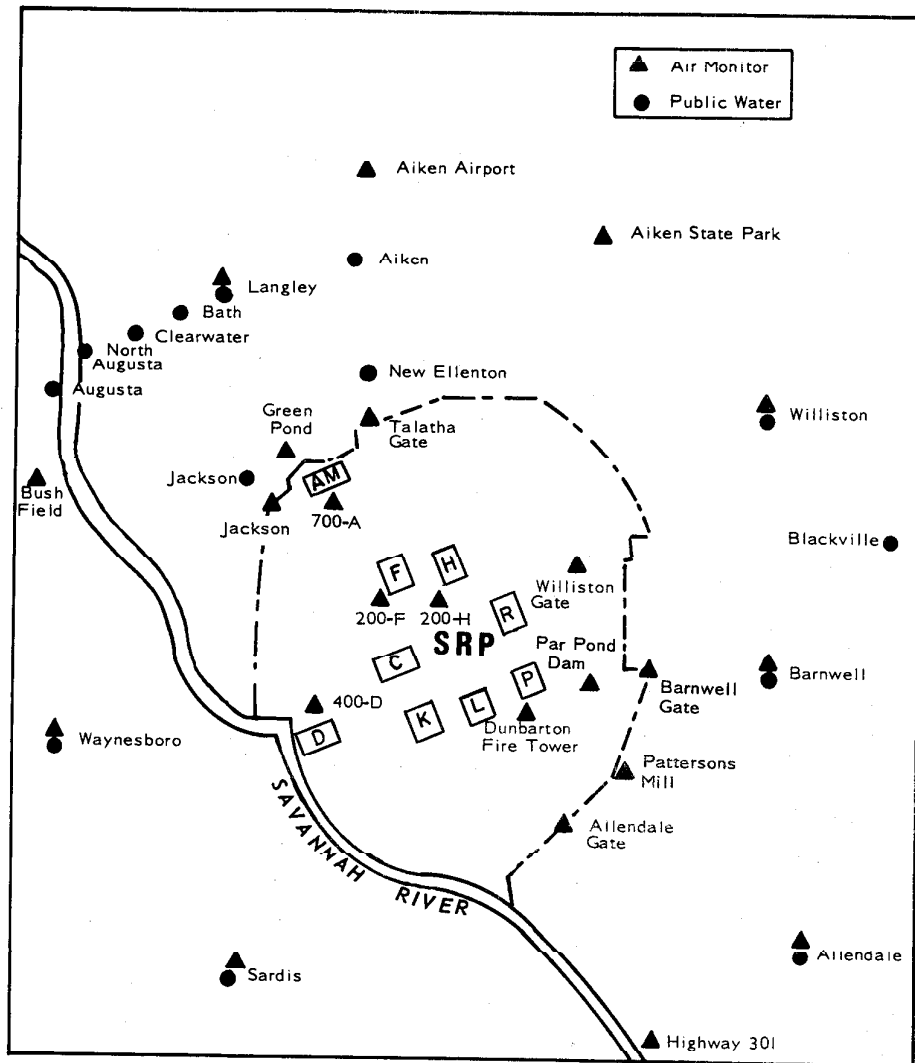 Air Monitor
Public Water
Aiken Airport
Aiken State Park
Aiken
Langley
Bath
Clearwater
North
Augusta
Augusta
New Ellenton
Williston
Green
Pond
Talatha
Gate
Jackson
AM
Bush
Field
Jackson
700-A
Blackville
F
H
Williston
Gate
200-F
200-H
R
SRP
Par Pond
Dam
C
P
Barnwell
Barnwell
Gate
400-D
K
L
Dunbarton
Fire Tower
D
Waynesboro
Pattersons
Mill
Allendale
Gate
SAVANNAH
RIVER
Allendale
Sardis
Highway 301